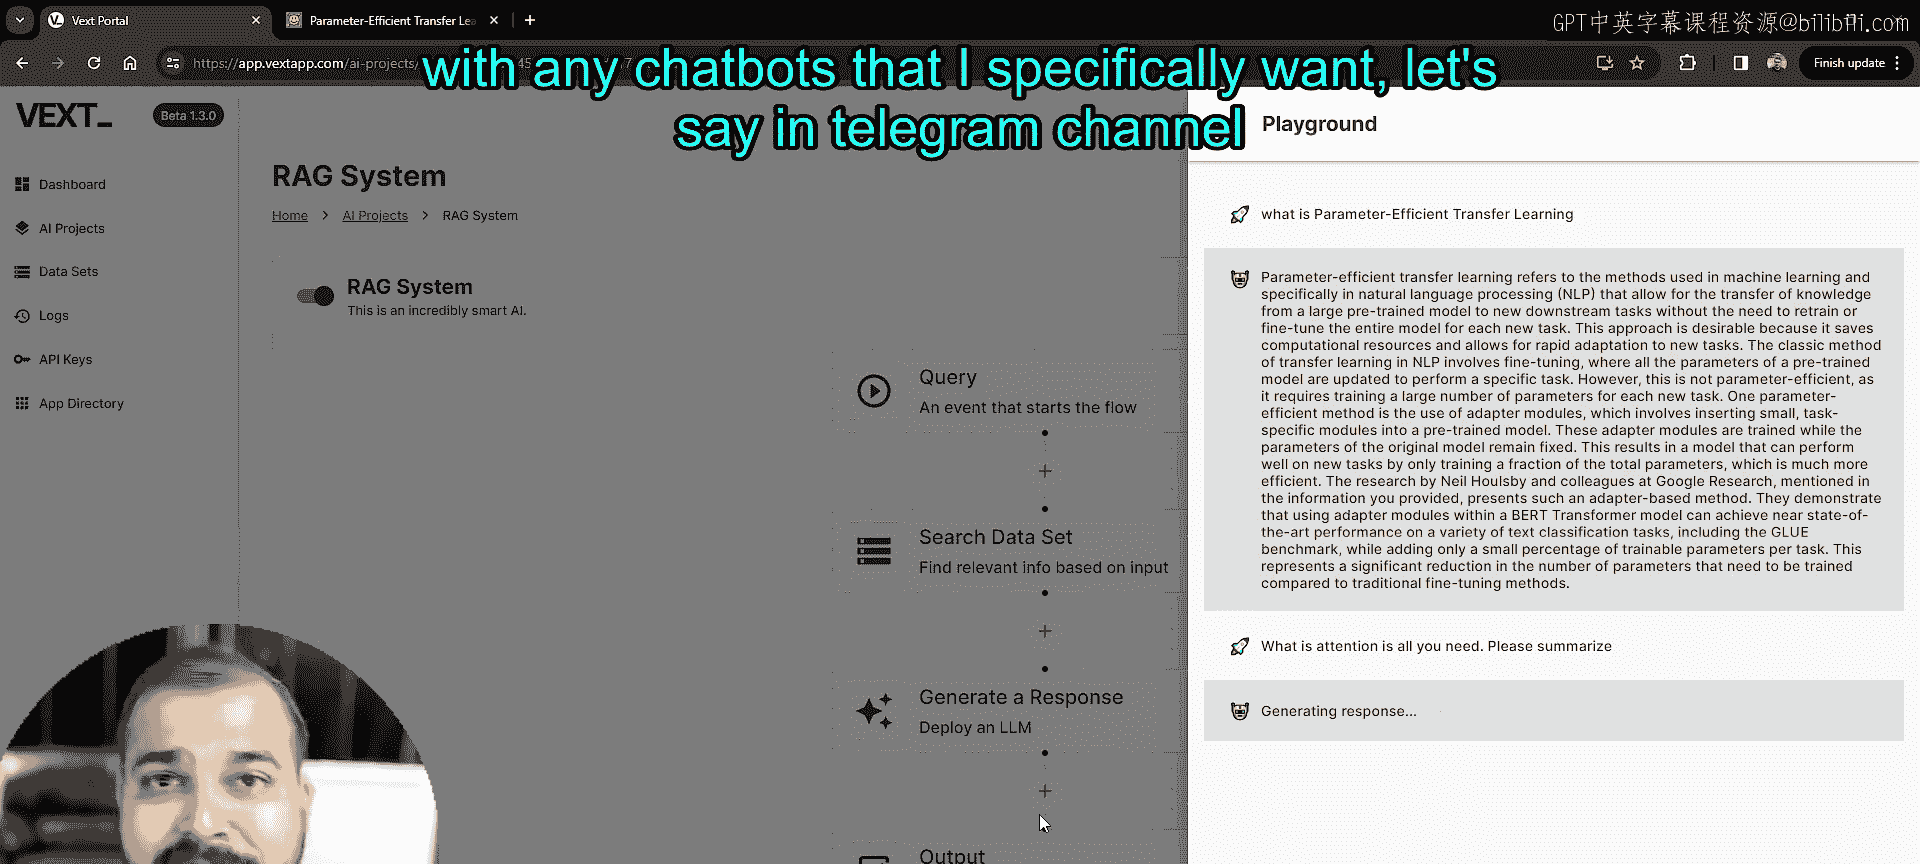 Vext Portal
Parameter-Efficient Transfer Lea
GPT中英字幕课程资源@bilibili.com
https://app.vextapp.com/ai-projects/
Finish update
with any chatbots that I specifically want, let's
say in telegram channel
VEXT_
Beta 1.3.0
Dashboard
AI Projects
Data Sets
Logs
API Keys
App Directory
RAG System
Home > AI Projects > RAG System
RAG System
This is an incredibly smart AI.
Query
An event that starts the flow
Search Data Set
Find relevant info based on input
Generate a Response
Deploy an LLM
Output
Playground
what is Parameter-Efficient Transfer Learning
Parameter-efficient transfer learning refers to the methods used in machine learning and
specifically in natural language processing (NLP) that allow for the transfer of knowledge
from a large pre-trained model to new downstream tasks without the need to retrain or
fine-tune the entire model for each new task. This approach is desirable because it saves
computational resources and allows for rapid adaptation to new tasks. The classic method
of transfer learning in NLP involves fine-tuning, where all the parameters of a pre-trained
model are updated to perform a specific task. However, this is not parameter-efficient, as
it requires training a large number of parameters for each new task. One parameter-
efficient method is the use of adapter modules, which involves inserting small, task-
specific modules into a pre-trained model. These adapter modules are trained while the
parameters of the original model remain fixed. This results in a model that can perform
well on new tasks by only training a fraction of the total parameters, which is much more
efficient. The research by Neil Houlsby and colleagues at Google Research, mentioned in
the information you provided, presents such an adapter-based method. They demonstrate
that using adapter modules within a BERT Transformer model can achieve near state-of-
the-art performance on a variety of text classification tasks, including the GLUE
benchmark, while adding only a small percentage of trainable parameters per task. This
represents a significant reduction in the number of parameters that need to be trained
compared to traditional fine-tuning methods.
What is attention is all you need. Please summarize
Generating response...